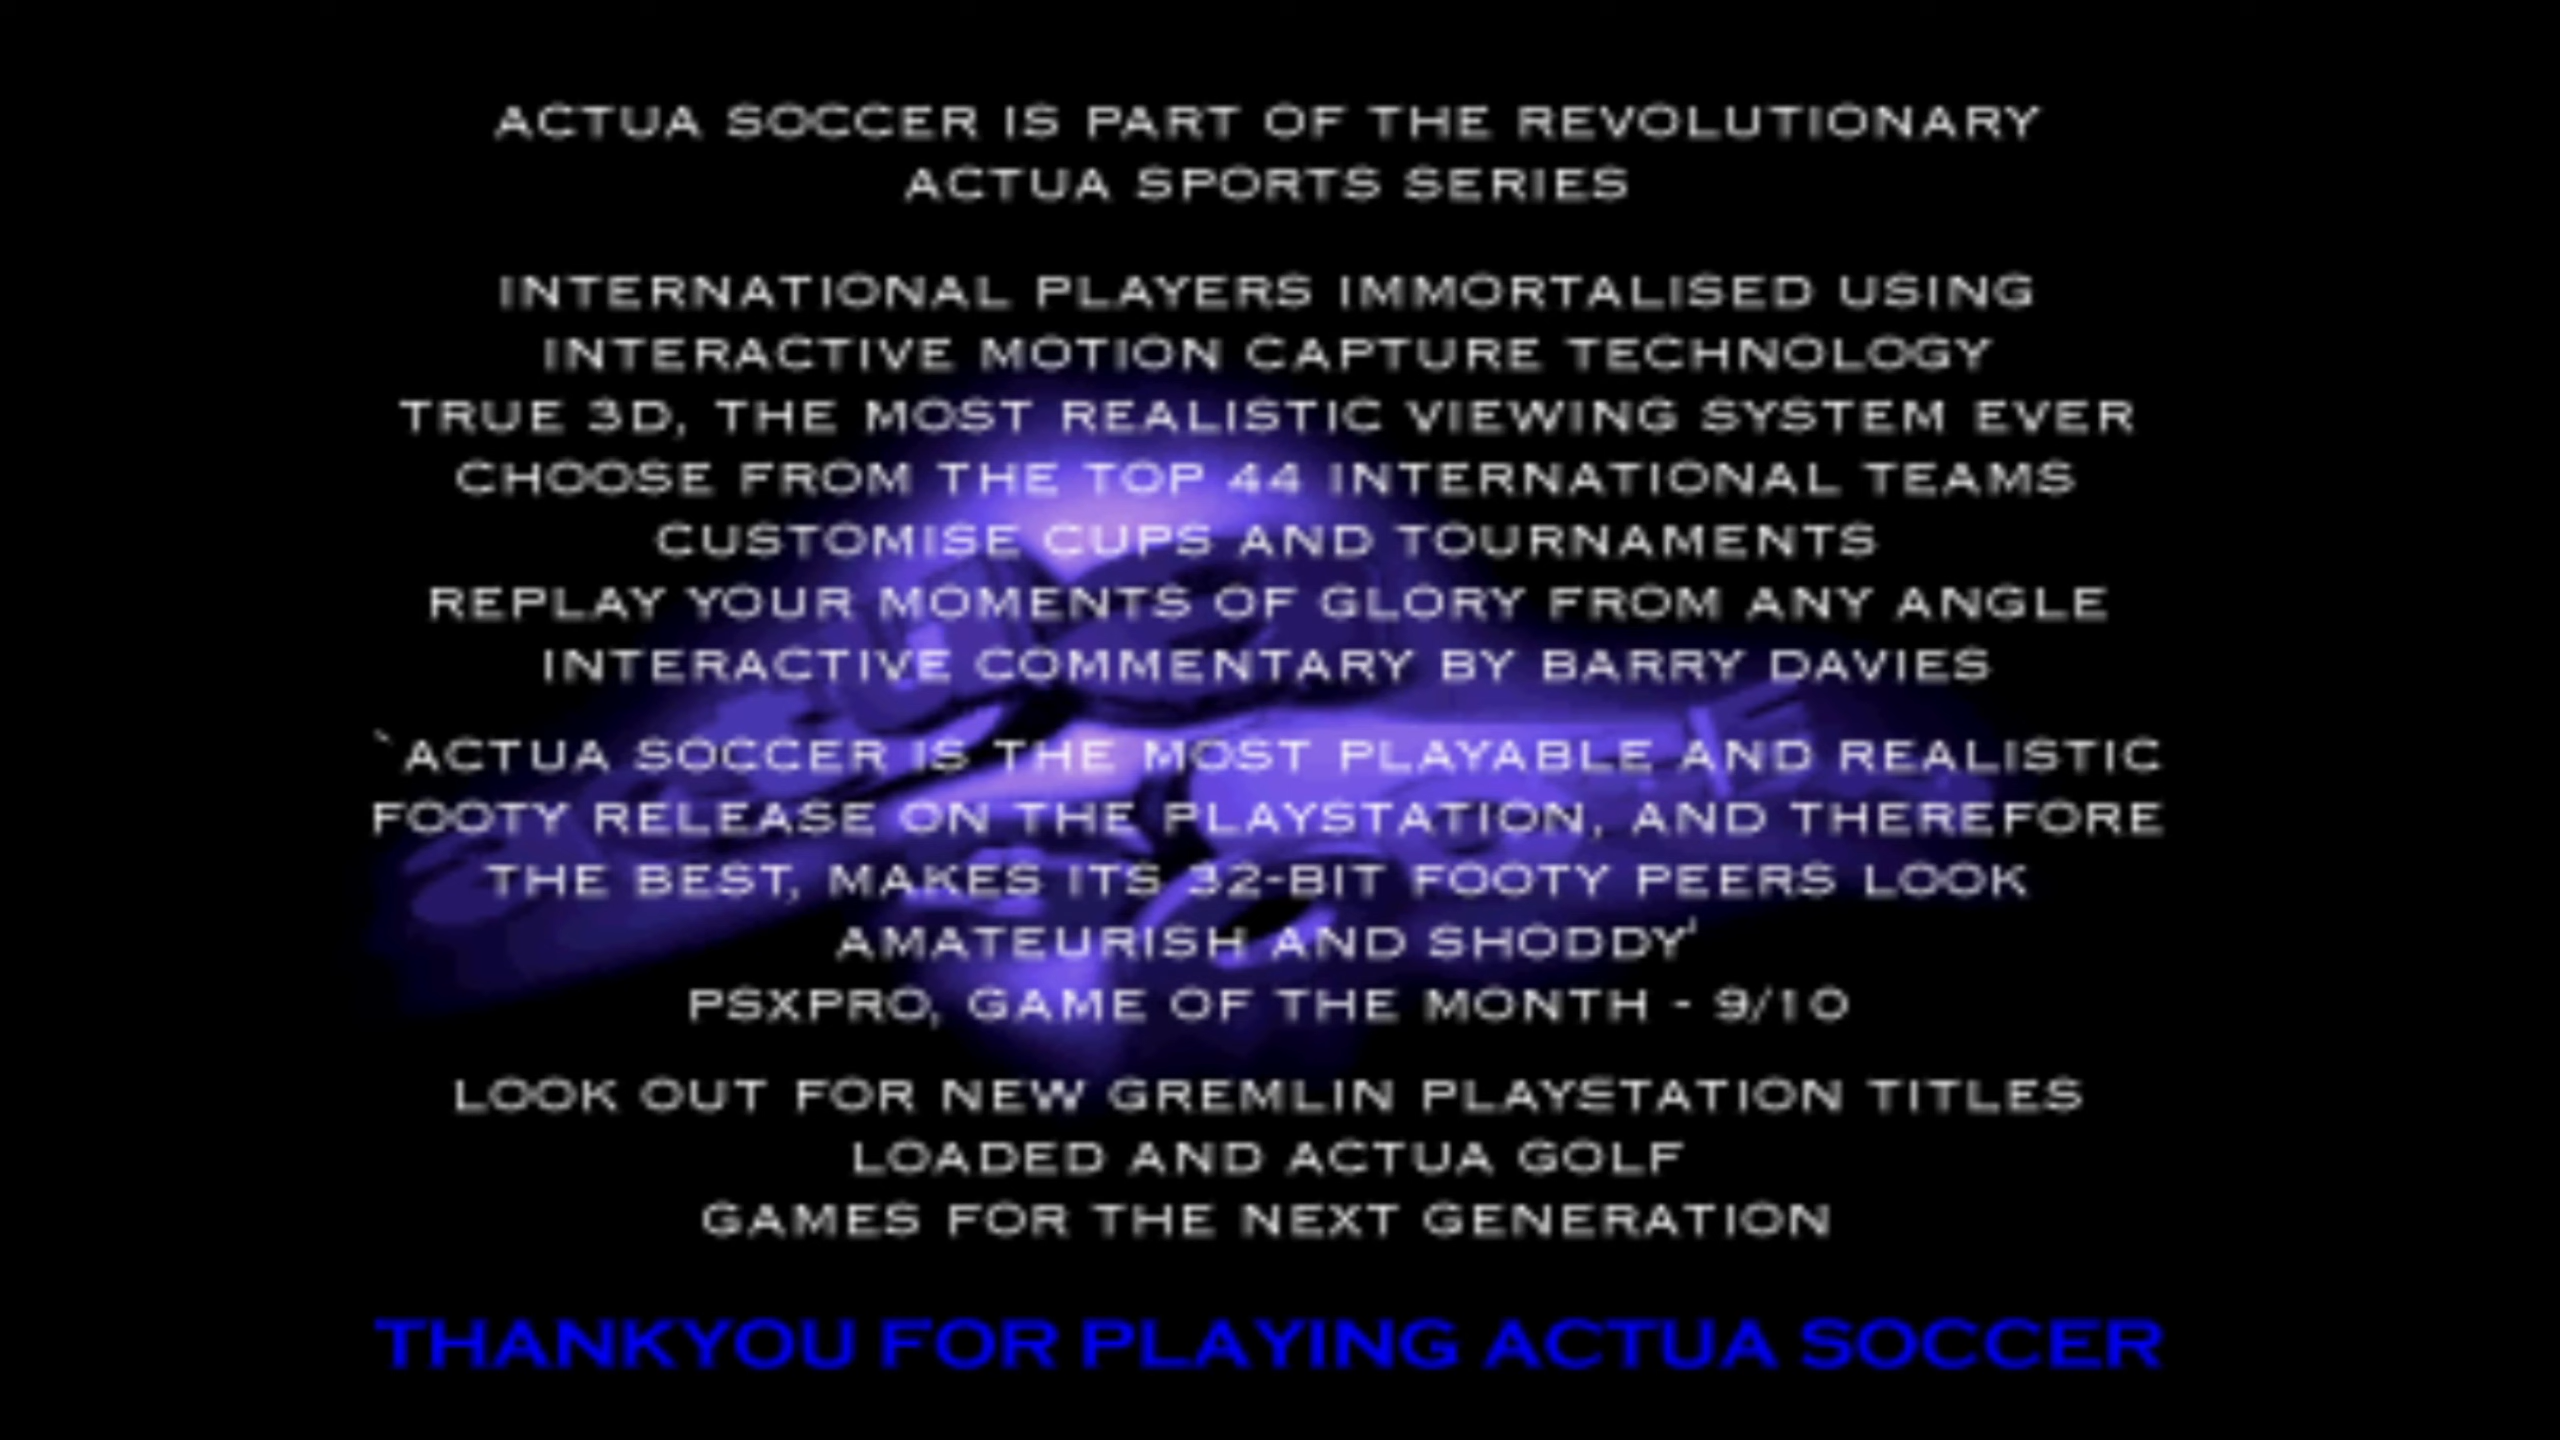 ACTUA SOCCER IS PART OF THE REVOLUTIONARY
ACTUA SPORTS SERIES
INTERNATIONAL PLAYERS IMMORTALISED USING
INTERACTIVE MOTION CAPTURE TECHNOLOGY
TRUE 3D, THE MOST REALISTIC VIEWING SYSTEM EVER
CHOOSE FROM THE TOP 44 INTERNATIONAL TEAMS
CUSTOMISE CUPS AND TOURNAMENTS
REPLAY YOUR MOMENTS OF GLORY FROM ANY ANGLE
INTERACTIVE COMMENTARY BY BARRY DAVIES
`ACTUA SOCCER IS THE MOST PLAYABLE AND REALISTIC
FOOTY RELEASE ON THE PLAYSTATION, AND THEREFORE
THE BEST, MAKES ITS 32-BIT FOOTY PEERS LOOK
AMATEURISH AND SHODDY'
PSXPRO, GAME OF THE MONTH - 9/10
LOOK OUT FOR NEW GREMLIN PLAYSTATION TITLES
LOADED AND ACTUA GOLF
GAMES FOR THE NEXT GENERATION
THANKYOU FOR PLAYING ACTUA SOCCER